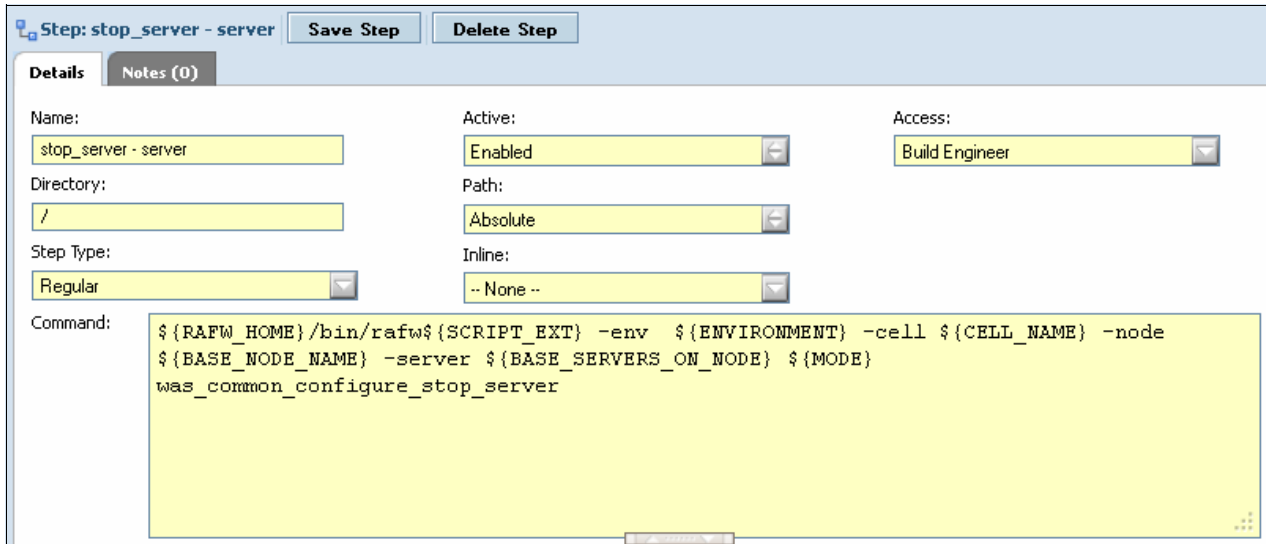 Step: stop_server - server Save Step Delete Step
Details Notes (0)
Name: Active: Access:
stop_server - server Enabled Build Engineer
Directory: Path:
/ Absolute
Step Type: Inline:
Regular -- None --
Command: ${RAFW_HOME}/bin/rafw${SCRIPT_EXT} -env  ${ENVIRONMENT} -cell ${CELL_NAME} -node
${BASE_NODE_NAME} -server ${BASE_SERVERS_ON_NODE} ${MODE}
was_common_configure_stop_server